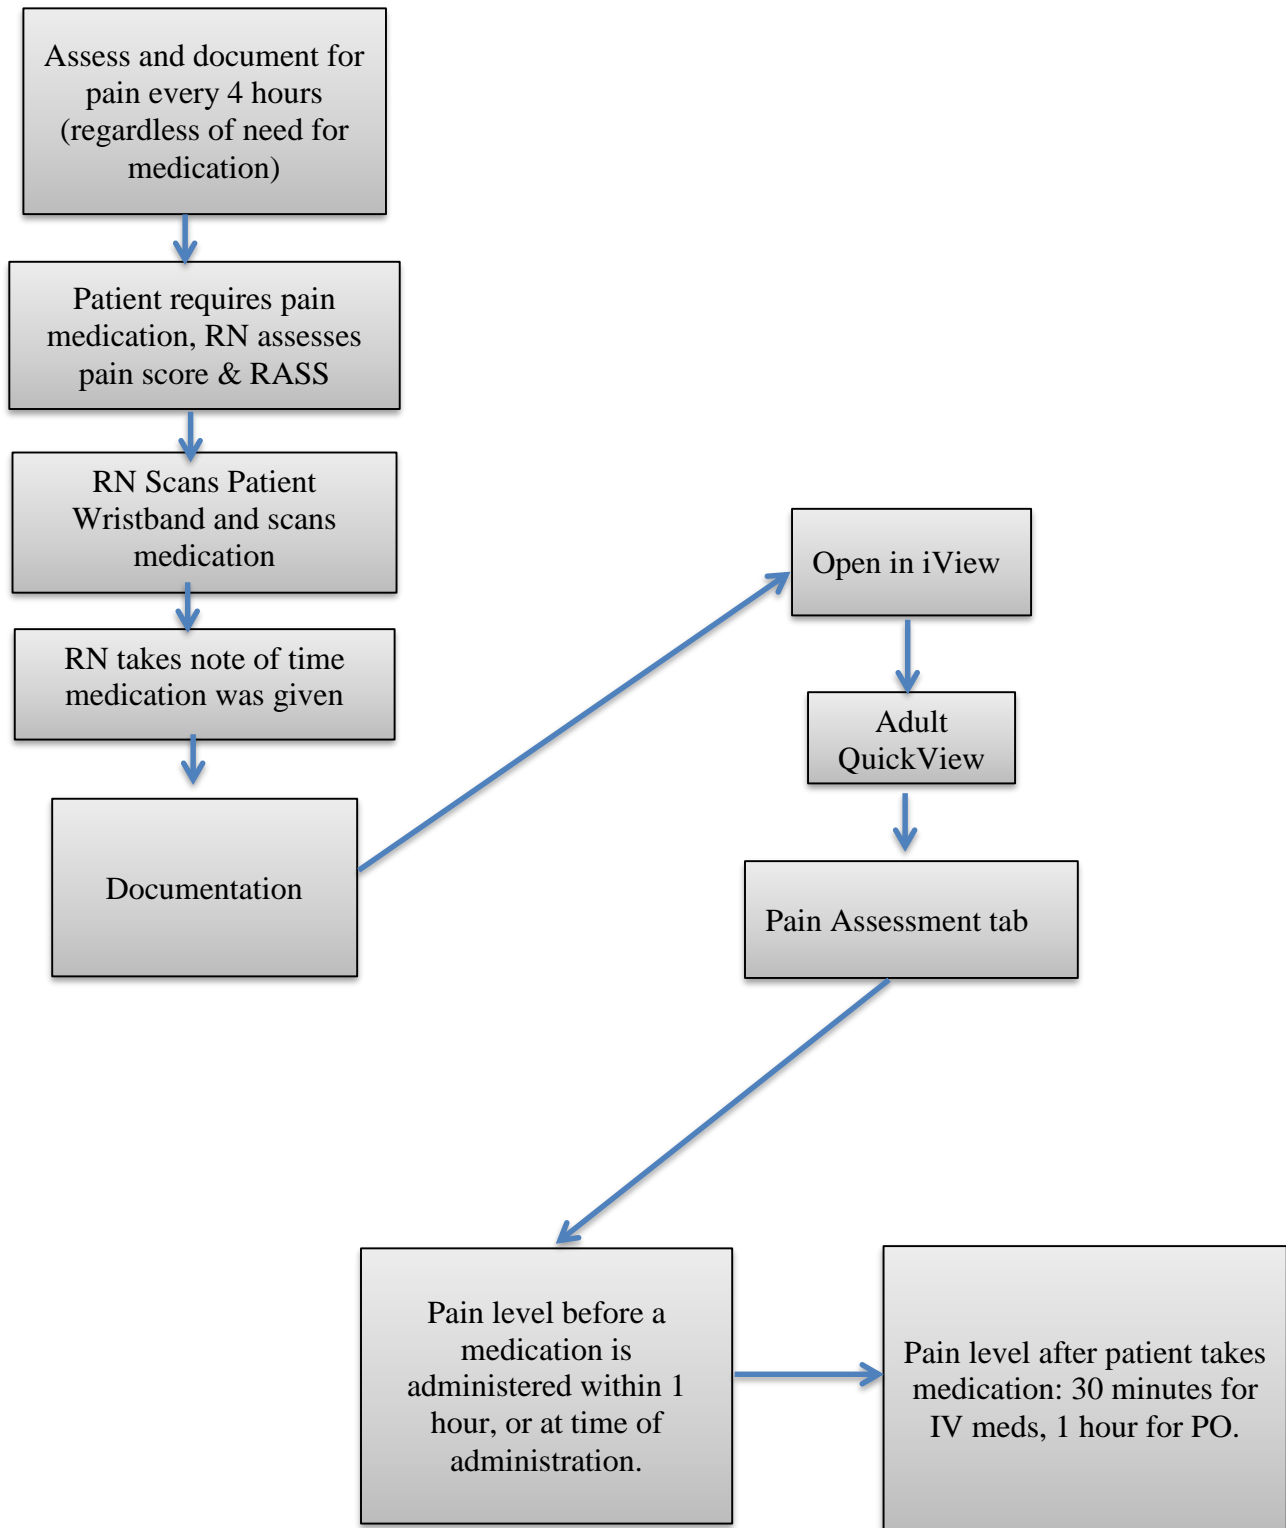 Assess and document for
pain every 4 hours
(regardless of need for
medication)
Patient requires pain
medication, RN assesses
pain score & RASS
RN Scans Patient
Wristband and scans
medication
RN takes note of time
medication was given
Documentation
Open in iView
Adult
QuickView
Pain Assessment tab
Pain level before a
medication is
administered within 1
hour, or at time of
administration.
Pain level after patient takes
medication: 30 minutes for
IV meds, 1 hour for PO.